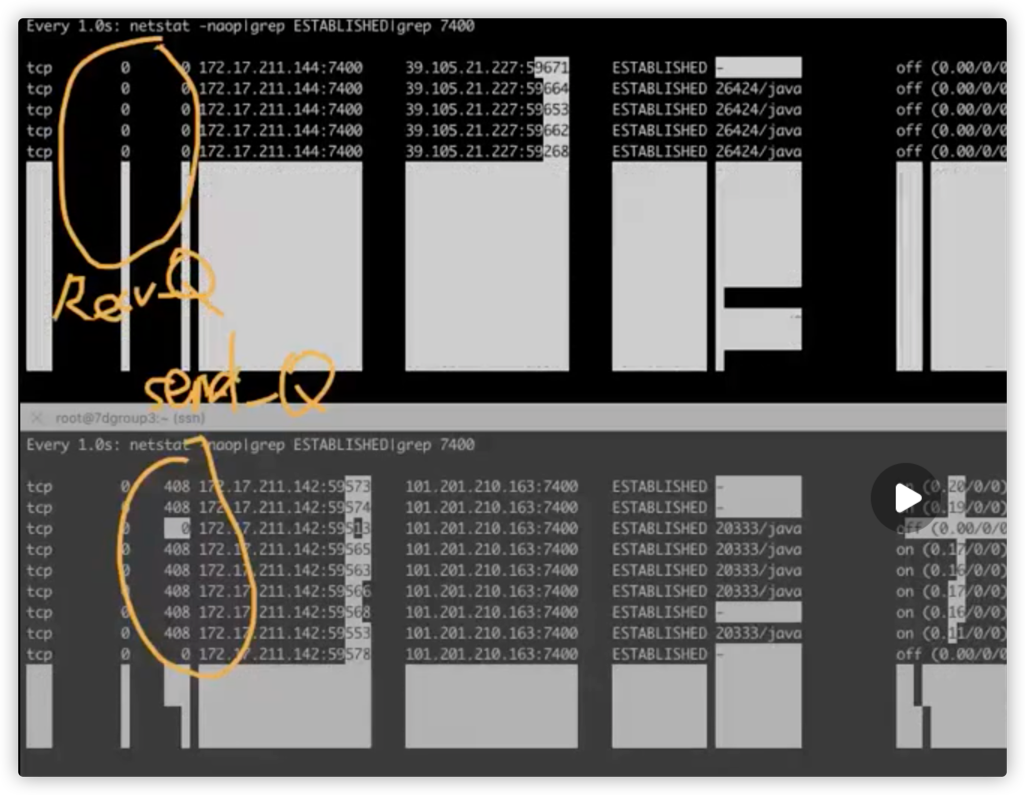 Every 1.0s: netstat -naop|grep ESTABLISHED|grep 7400
tcp 0 0 172.17.211.144:7400 39.105.21.227:59671 ESTABLISHED - off (0.00/0/0
tcp 0 0 172.17.211.144:7400 39.105.21.227:59664 ESTABLISHED 26424/java off (0.00/0/0
tcp 0 0 172.17.211.144:7400 39.105.21.227:59653 ESTABLISHED 26424/java off (0.00/0/0
tcp 0 0 172.17.211.144:7400 39.105.21.227:59662 ESTABLISHED 26424/java off (0.00/0/0
tcp 0 0 172.17.211.144:7400 39.105.21.227:59268 ESTABLISHED 26424/java off (0.00/0/0
Recv_Q
send_Q
root@7dgroup3:~ (ssh)
Every 1.0s: netstat -naop|grep ESTABLISHED|grep 7400
tcp 0 408 172.17.211.142:59573 101.201.210.163:7400 ESTABLISHED - on (0.20/0/0)
tcp 0 408 172.17.211.142:59574 101.201.210.163:7400 ESTABLISHED - (0.19/0/0)
tcp 0 0 172.17.211.142:59513 101.201.210.163:7400 ESTABLISHED 20333/java off (0.00/0/0
tcp 0 408 172.17.211.142:59565 101.201.210.163:7400 ESTABLISHED 20333/java on (0.17/0/0)
tcp 0 408 172.17.211.142:59563 101.201.210.163:7400 ESTABLISHED 20333/java on (0.16/0/0)
tcp 0 408 172.17.211.142:59566 101.201.210.163:7400 ESTABLISHED 20333/java on (0.17/0/0)
tcp 0 408 172.17.211.142:59568 101.201.210.163:7400 ESTABLISHED - on (0.16/0/0)
tcp 0 408 172.17.211.142:59553 101.201.210.163:7400 ESTABLISHED 20333/java on (0.11/0/0)
tcp 0 0 172.17.211.142:59578 101.201.210.163:7400 ESTABLISHED - off (0.00/0/0